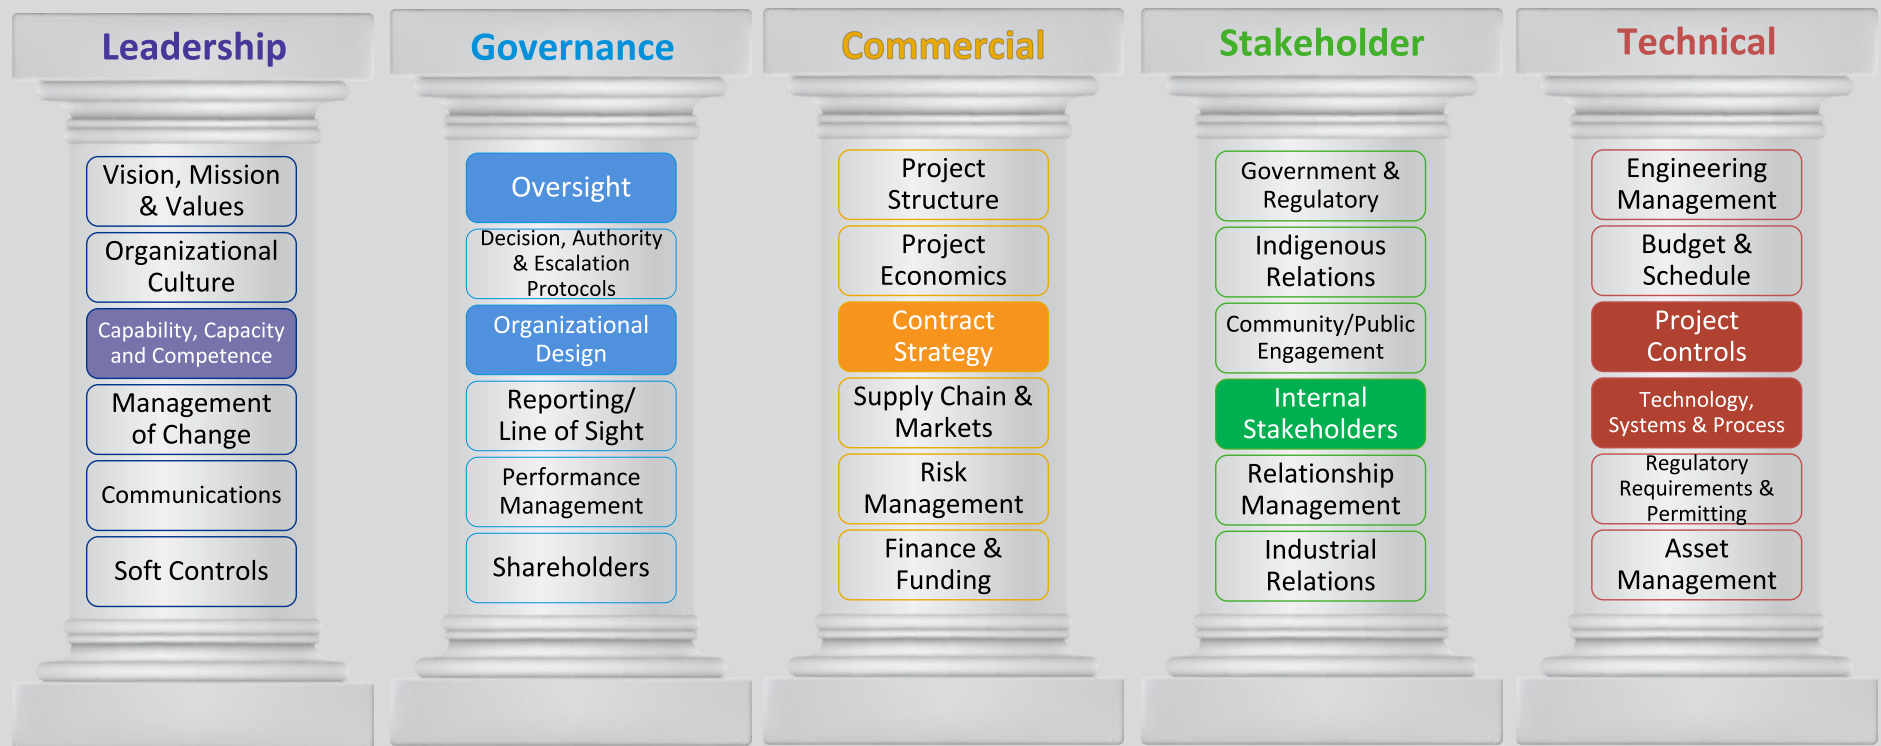 Leadership
Vision, Mission
& Values
Organizational
Culture
Capability, Capacity
and Competence
Management
of Change
Communications
Soft Controls
Governance
Oversight
Decision, Authority
& Escalation
Protocols
Organizational
Design
Reporting/
Line of Sight
Performance
Management
Shareholders
Commercial
Project
Structure
Project
Economics
Contract
Strategy
Supply Chain &
Markets
Risk
Management
Finance &
Funding
Stakeholder
Government &
Regulatory
Indigenous
Relations
Community/Public
Engagement
Internal
Stakeholders
Relationship
Management
Industrial
Relations
Technical
Engineering
Management
Budget &
Schedule
Project
Controls
Technology,
Systems & Process
Regulatory
Requirements &
Permitting
Asset
Management